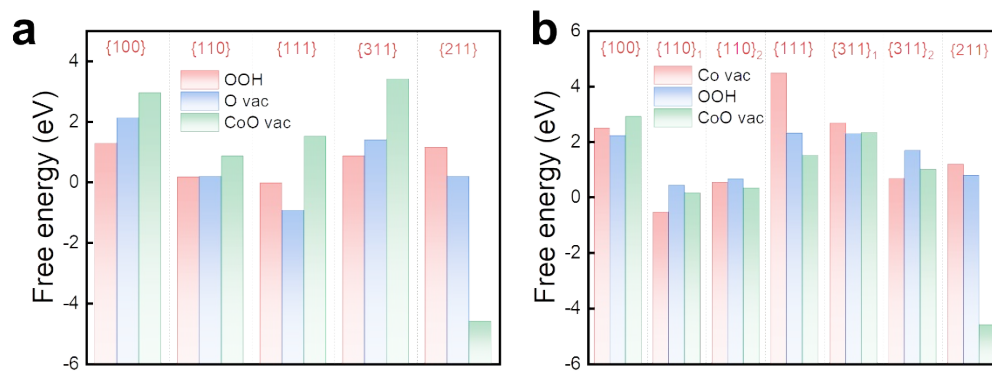 a
{100} {110} {111} {311} {211}
OOH
O vac
CoO vac
Free energy (eV)
4
2
0
-2
-4
-6
b
{100} {110}₁ {110}₂ {111} {311}₁ {311}₂ {211}
Co vac
OOH
CoO vac
Free energy (eV)
6
4
2
0
-2
-4
-6